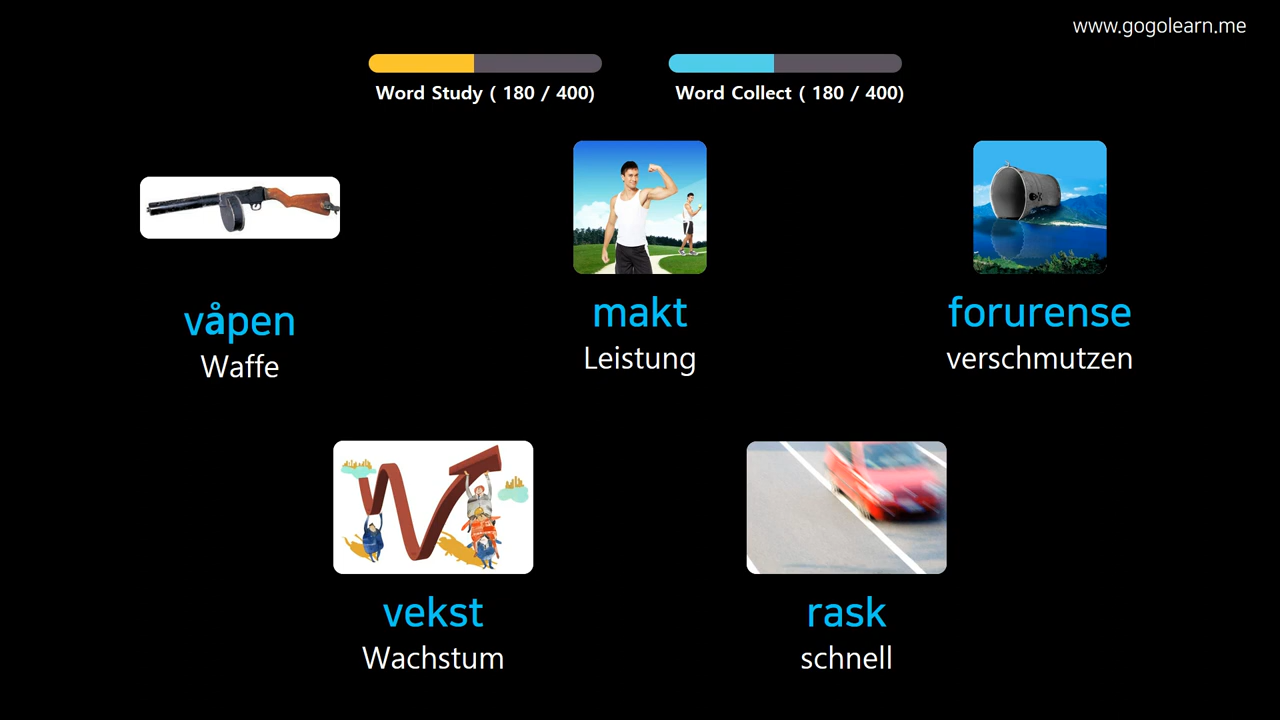 www.gogolearn.me
Word Study ( 180 / 400)
Word Collect ( 180 / 400)
våpen
Waffe
makt
Leistung
forurense
verschmutzen
vekst
Wachstum
rask
schnell